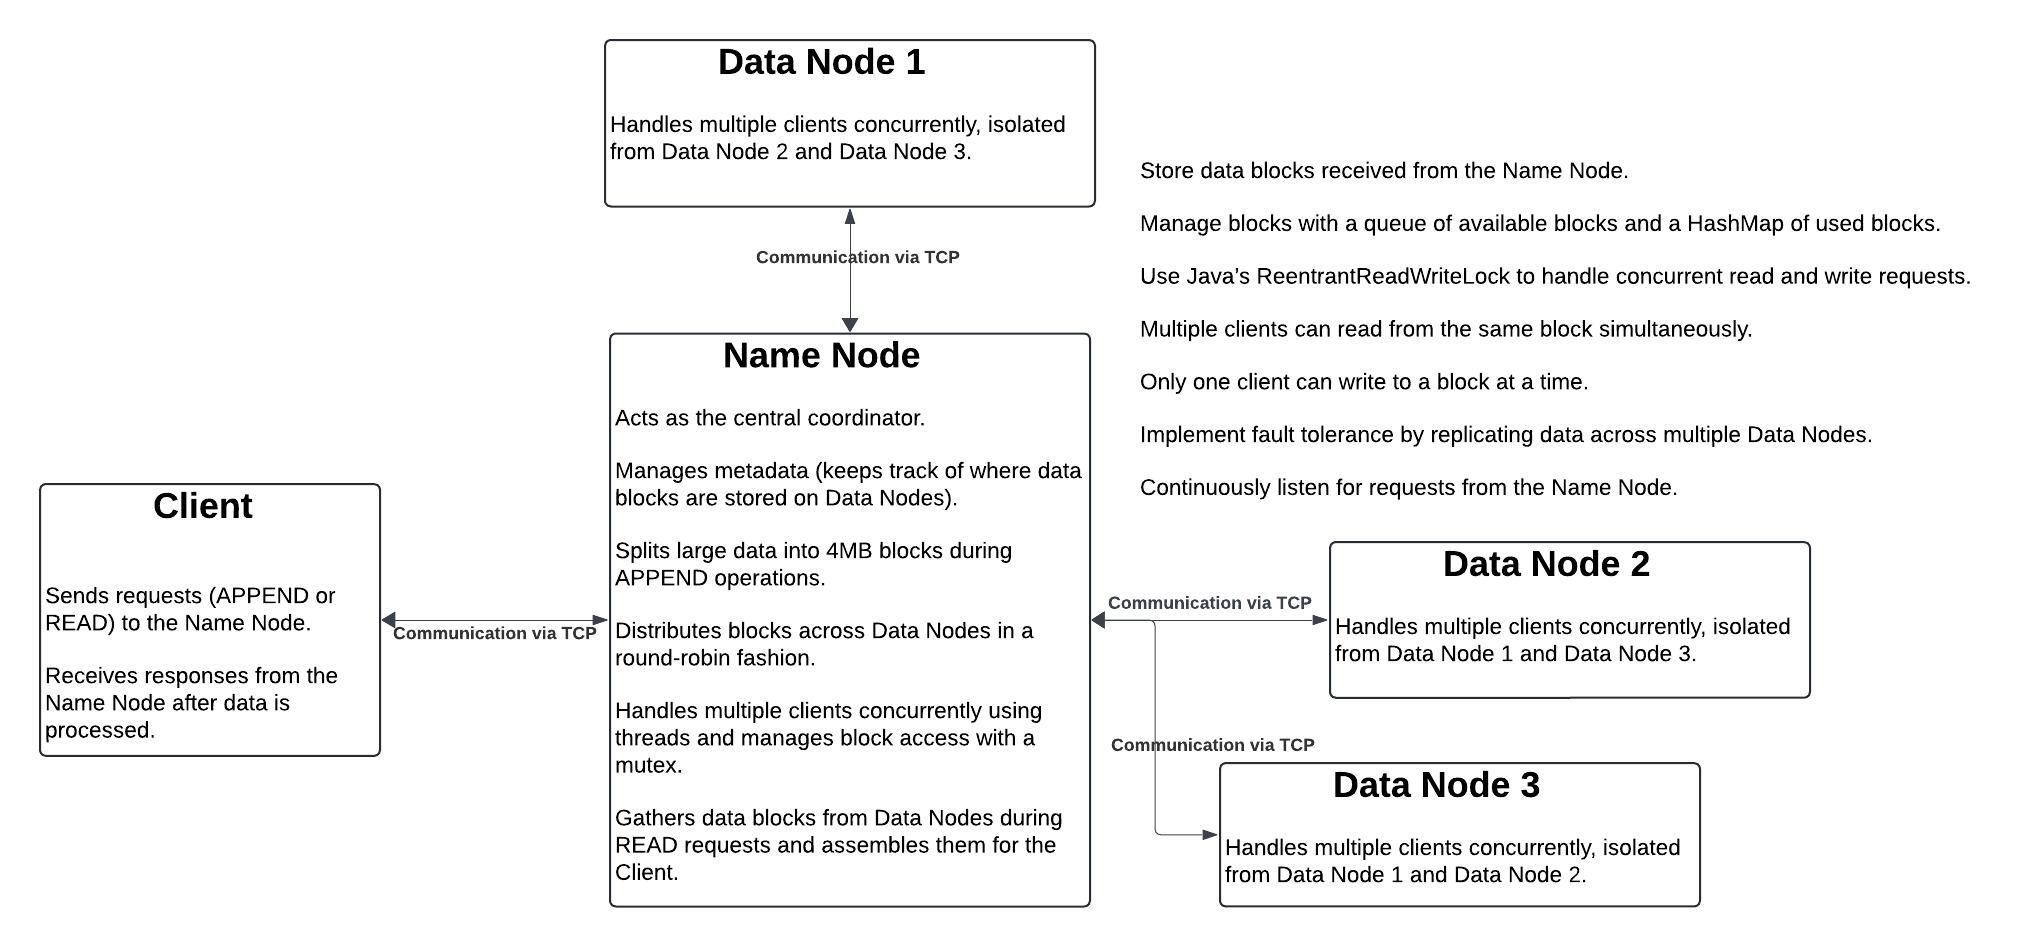 Data Node 1
Handles multiple clients concurrently, isolated
from Data Node 2 and Data Node 3.
Communication via TCP
Store data blocks received from the Name Node.
Manage blocks with a queue of available blocks and a HashMap of used blocks.
Use Java’s ReentrantReadWriteLock to handle concurrent read and write requests.
Multiple clients can read from the same block simultaneously.
Only one client can write to a block at a time.
Implement fault tolerance by replicating data across multiple Data Nodes.
Continuously listen for requests from the Name Node.
Client
Sends requests (APPEND or
READ) to the Name Node.
Receives responses from the
Name Node after data is
processed.
Communication via TCP
Name Node
Acts as the central coordinator.
Manages metadata (keeps track of where data
blocks are stored on Data Nodes).
Splits large data into 4MB blocks during
APPEND operations.
Distributes blocks across Data Nodes in a
round-robin fashion.
Handles multiple clients concurrently using
threads and manages block access with a
mutex.
Gathers data blocks from Data Nodes during
READ requests and assembles them for the
Client.
Communication via TCP
Data Node 2
Handles multiple clients concurrently, isolated
from Data Node 1 and Data Node 3.
Communication via TCP
Data Node 3
Handles multiple clients concurrently, isolated
from Data Node 1 and Data Node 2.